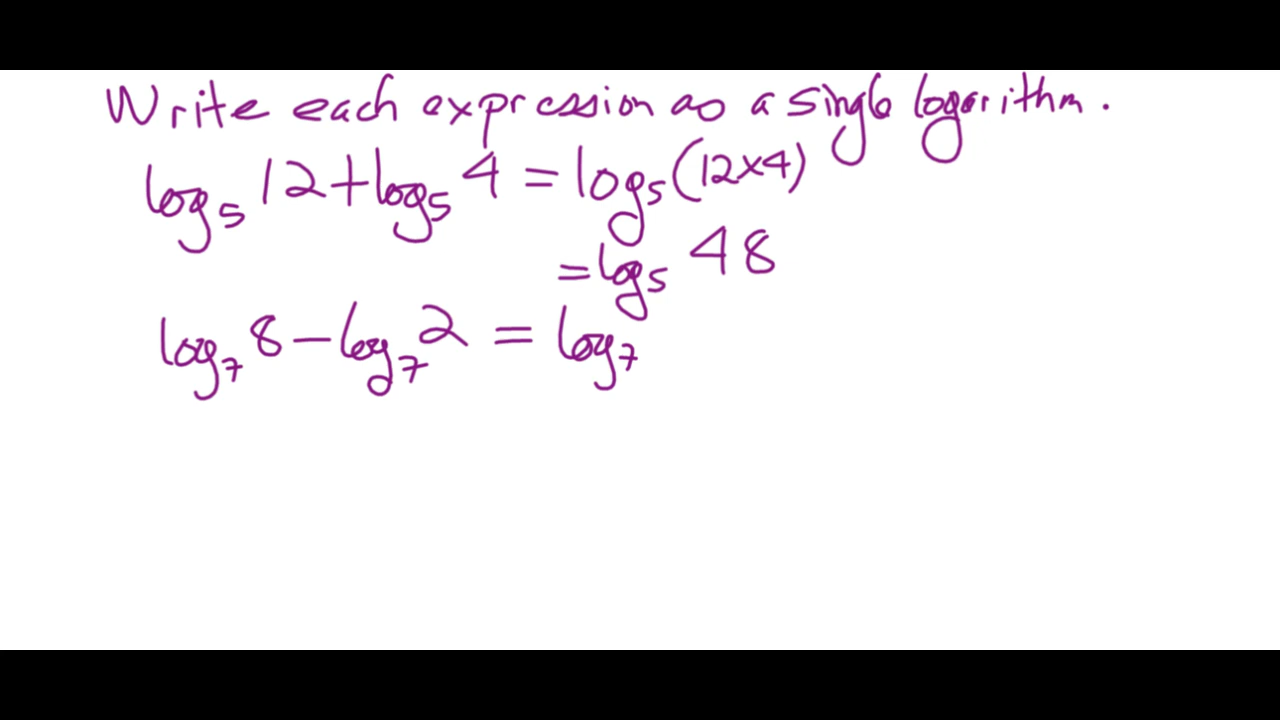 Write each expression as a single logarithm.
log₅ 12 + log₅ 4 = log₅ (12×4)
= log₅ 48
log₇ 8 − log₇ 2 = log₇